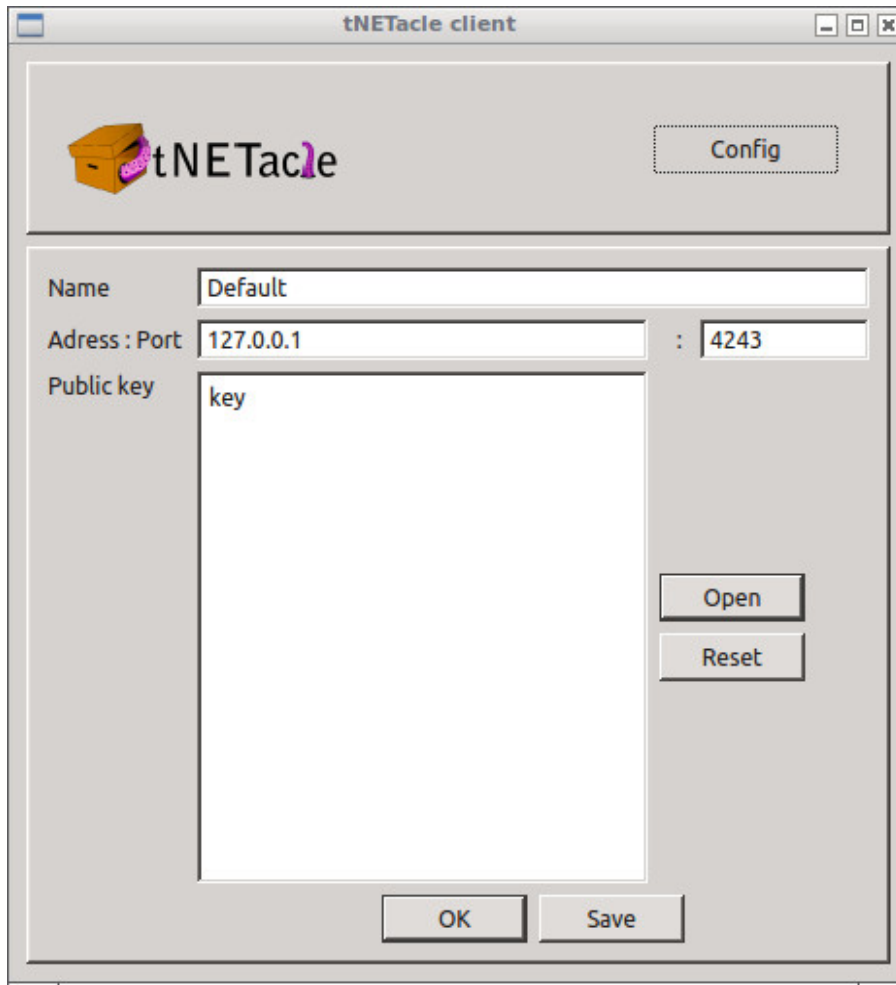 tNETacle client
tNETacle
Config
Name Default
Adress : Port 127.0.0.1 : 4243
Public key key
Open
Reset
OK Save